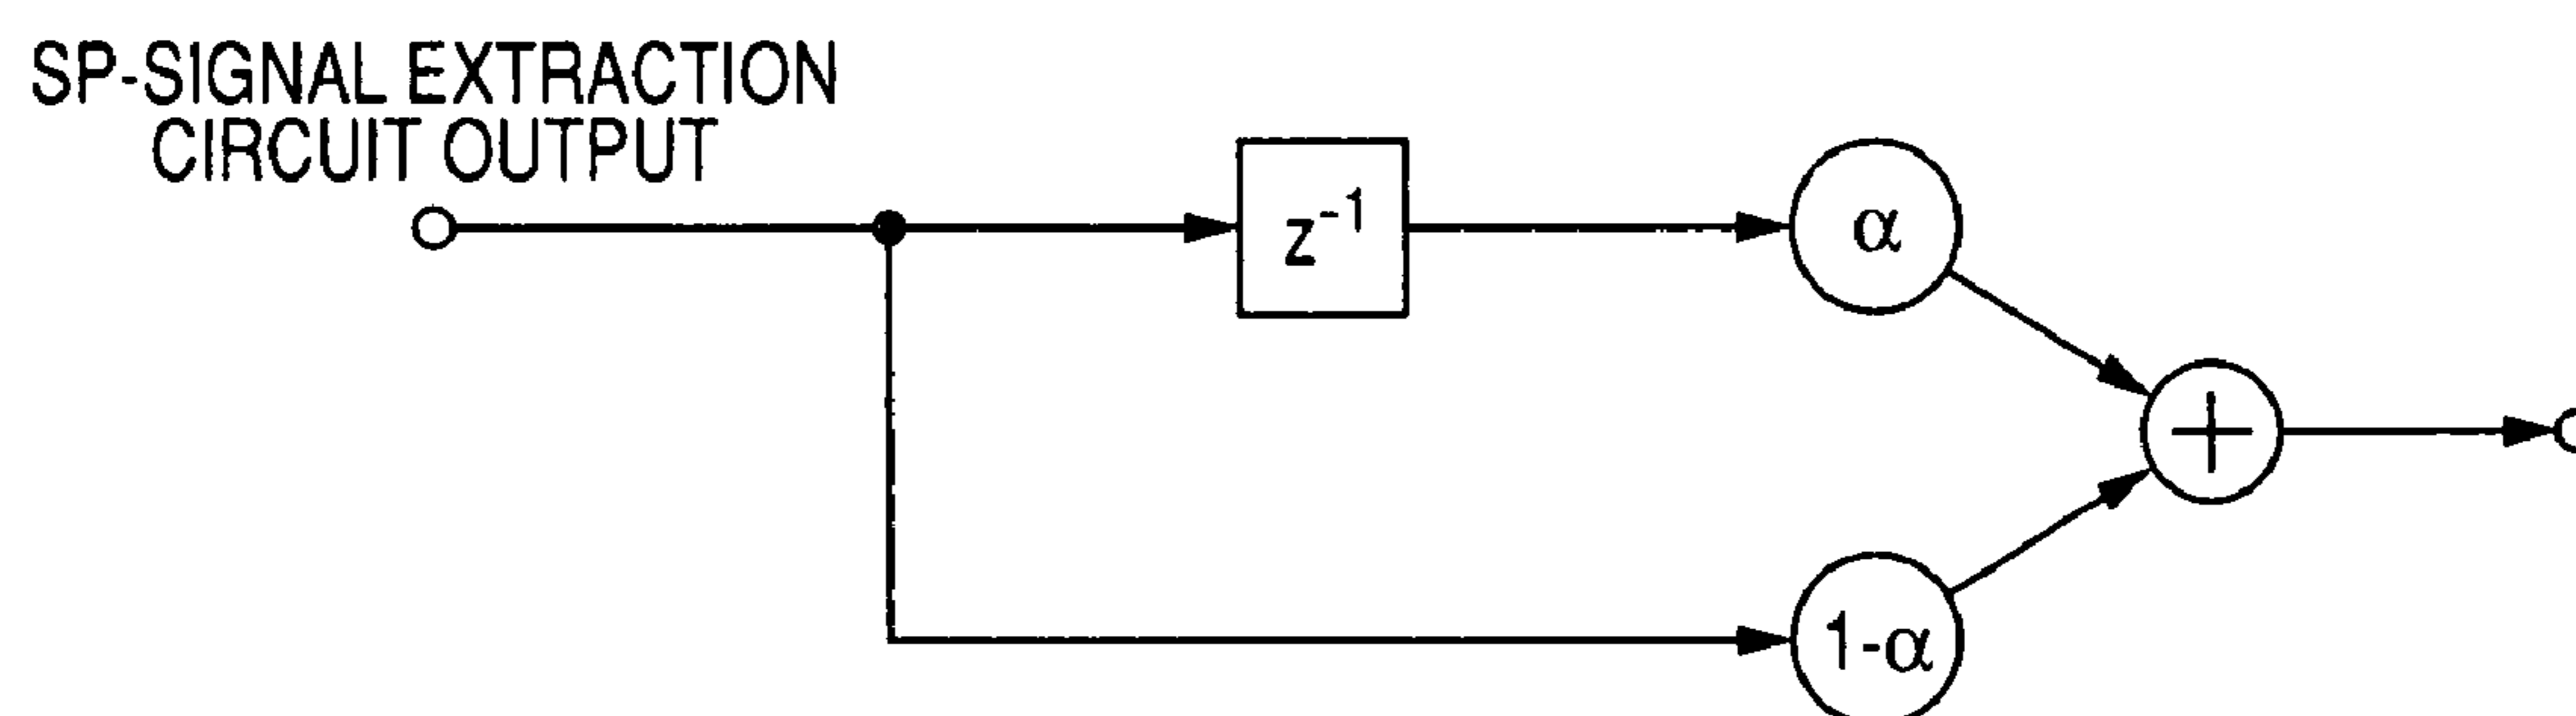 SP-SIGNAL EXTRACTION
CIRCUIT OUTPUT
z⁻¹
α
+
1-α